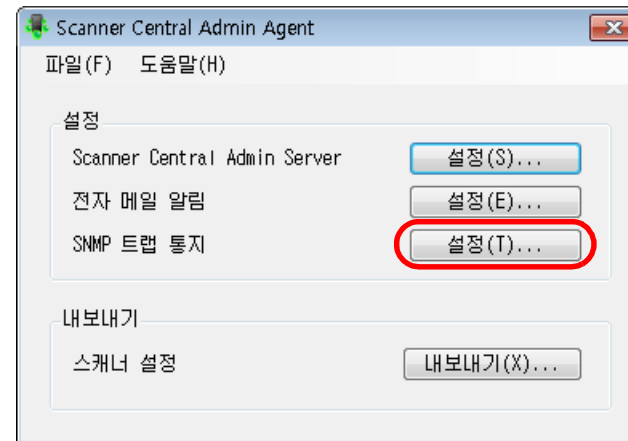 Scanner Central Admin Agent
파일(F) 도움말(H)
설정
Scanner Central Admin Server 설정(S)...
전자 메일 알림 설정(E)...
SNMP 트랩 통지 설정(T)...
내보내기
스캐너 설정 내보내기(X)...